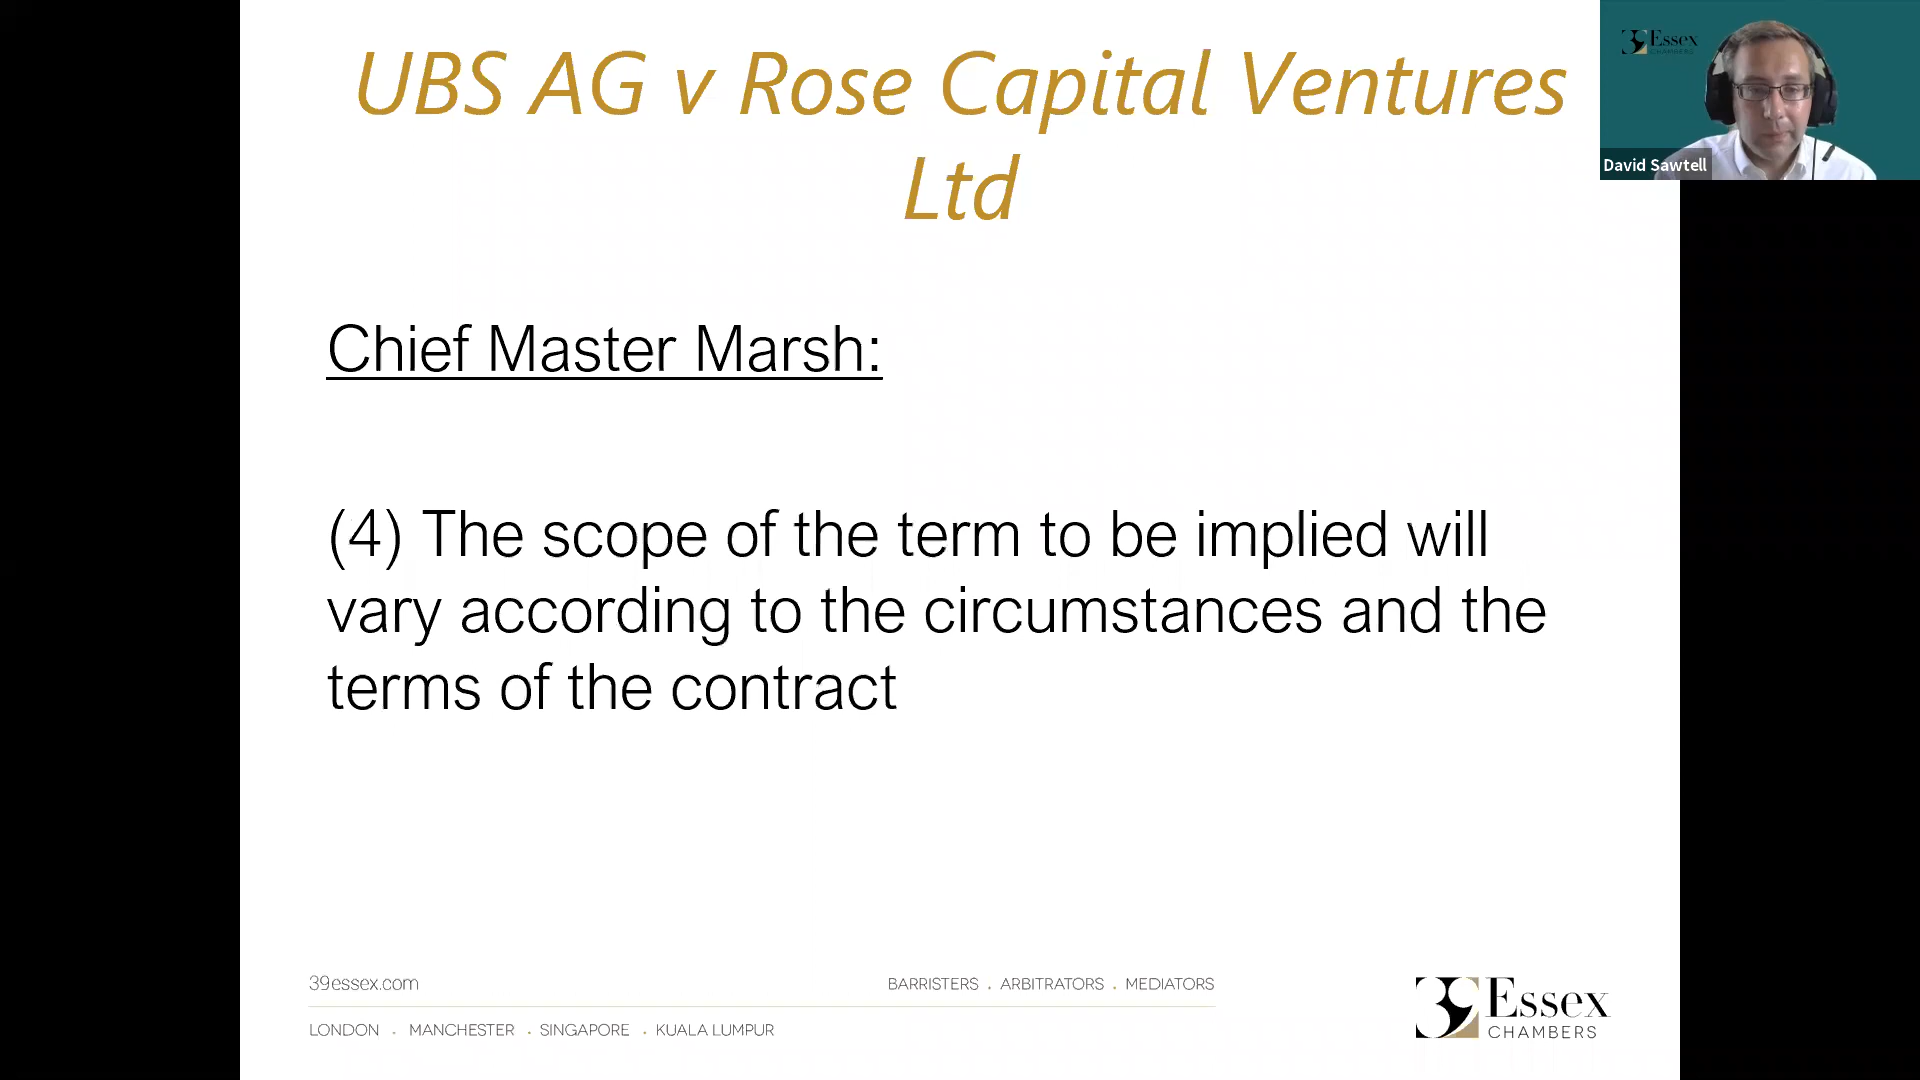 UBS AG v Rose Capital Ventures
Ltd
Essex
CHAMBERS
David Sawtell
Chief Master Marsh:
(4) The scope of the term to be implied will
vary according to the circumstances and the
terms of the contract
39essex.com
BARRISTERS . ARBITRATORS . MEDIATORS
LONDON . MANCHESTER . SINGAPORE . KUALA LUMPUR
39 Essex
CHAMBERS